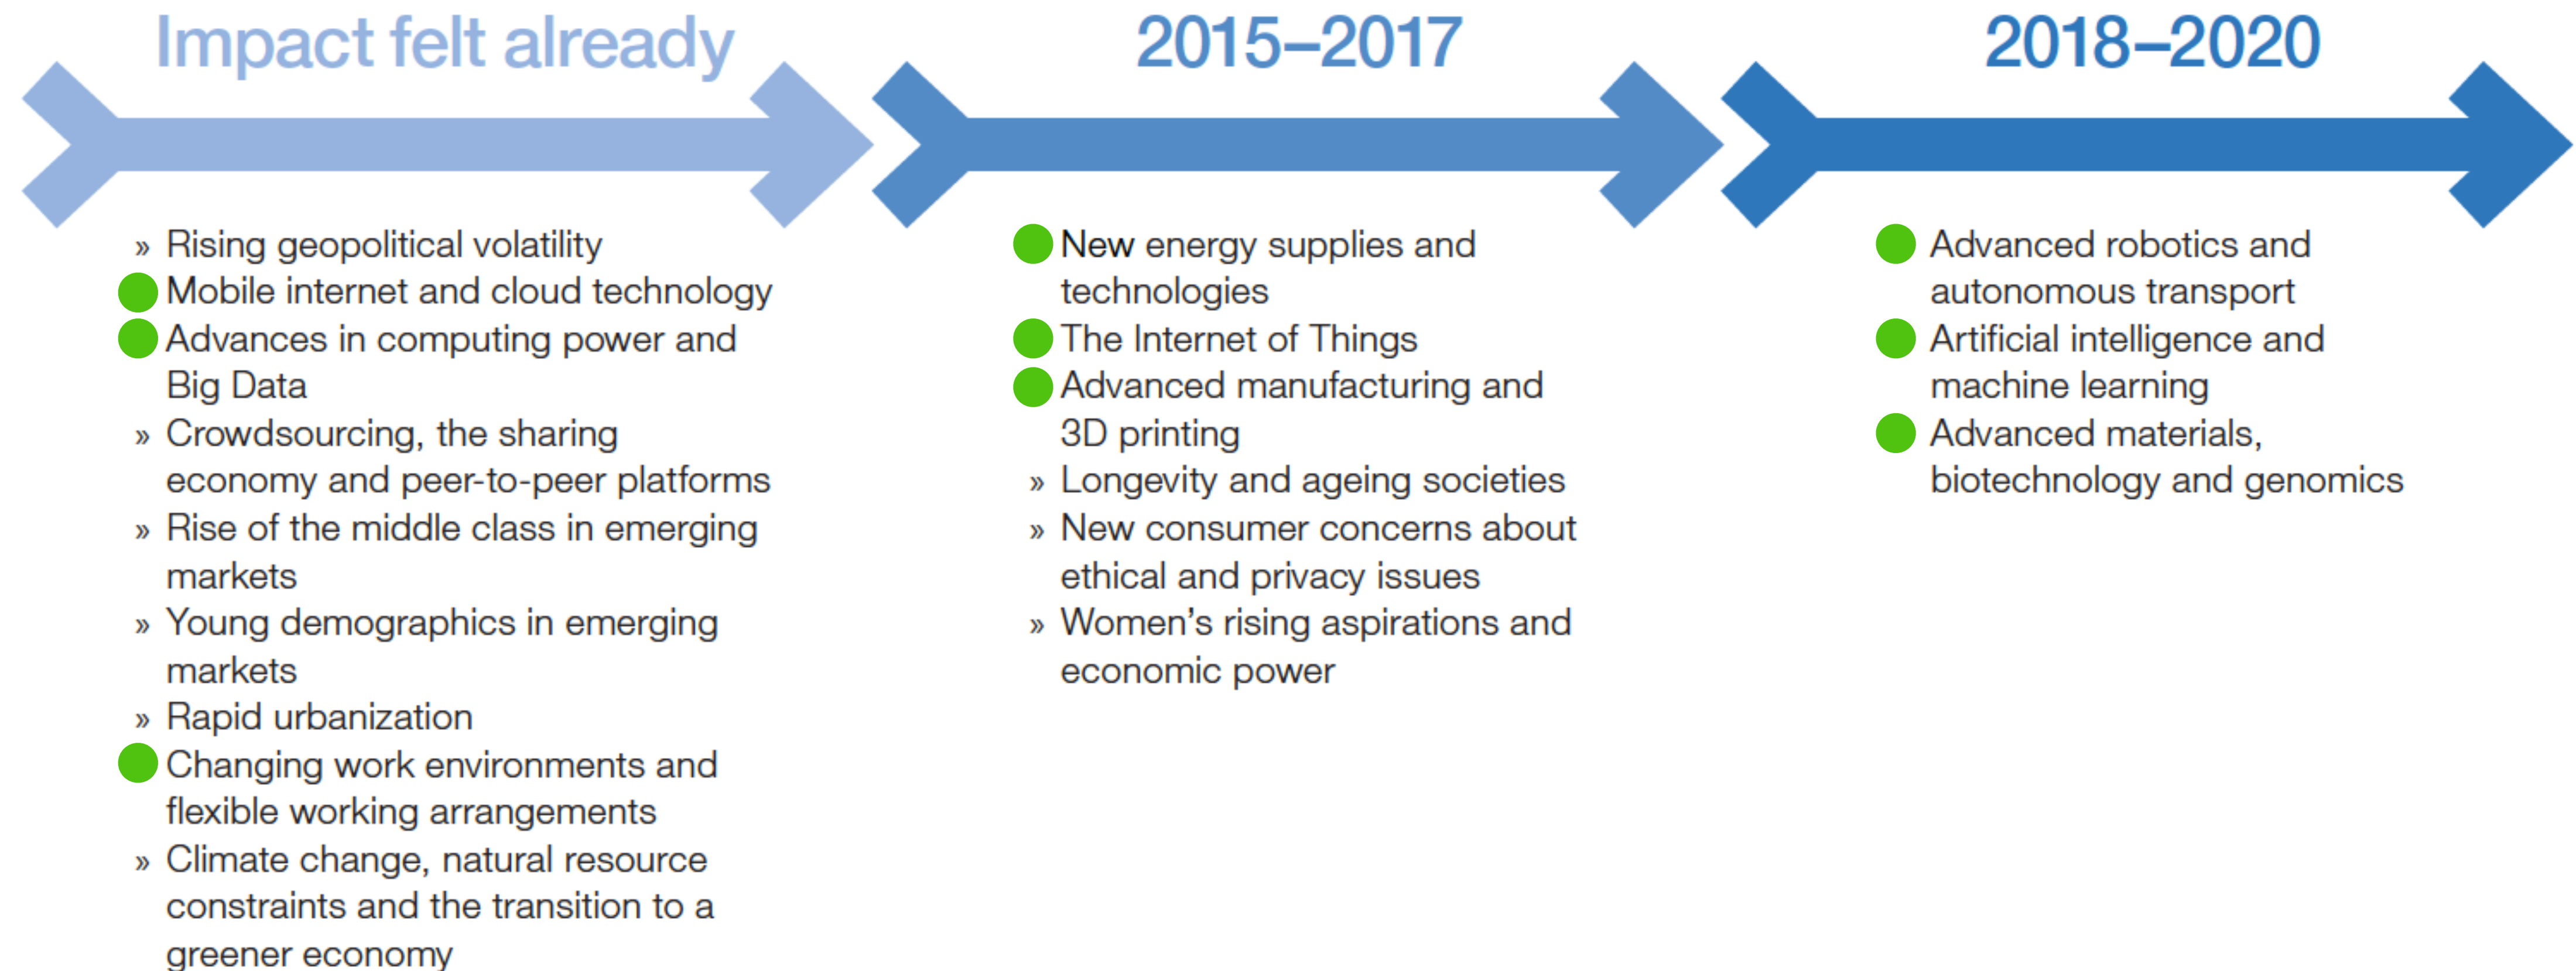 Impact felt already
» Rising geopolitical volatility
Mobile internet and cloud technology
Advances in computing power and
Big Data
» Crowdsourcing, the sharing
economy and peer-to-peer platforms
» Rise of the middle class in emerging
markets
» Young demographics in emerging
markets
» Rapid urbanization
Changing work environments and
flexible working arrangements
» Climate change, natural resource
constraints and the transition to a
greener economy
2015–2017
New energy supplies and
technologies
The Internet of Things
Advanced manufacturing and
3D printing
» Longevity and ageing societies
» New consumer concerns about
ethical and privacy issues
» Women's rising aspirations and
economic power
2018–2020
Advanced robotics and
autonomous transport
Artificial intelligence and
machine learning
Advanced materials,
biotechnology and genomics